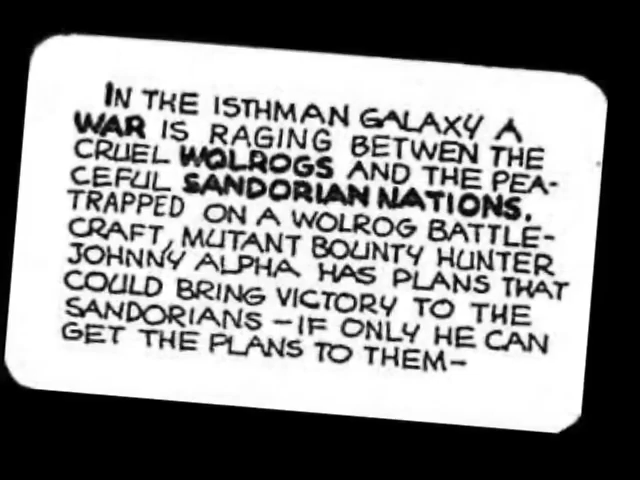 IN THE ISTHMAN GALAXY A
WAR IS RAGING BETWEEN THE
CRUEL WOLROGS AND THE PEA-
CEFUL SANDORIAN NATIONS.
TRAPPED ON A WOLROG BATTLE-
CRAFT, MUTANT BOUNTY HUNTER
JOHNNY ALPHA HAS PLANS THAT
COULD BRING VICTORY TO THE
SANDORIANS - IF ONLY HE CAN
GET THE PLANS TO THEM-